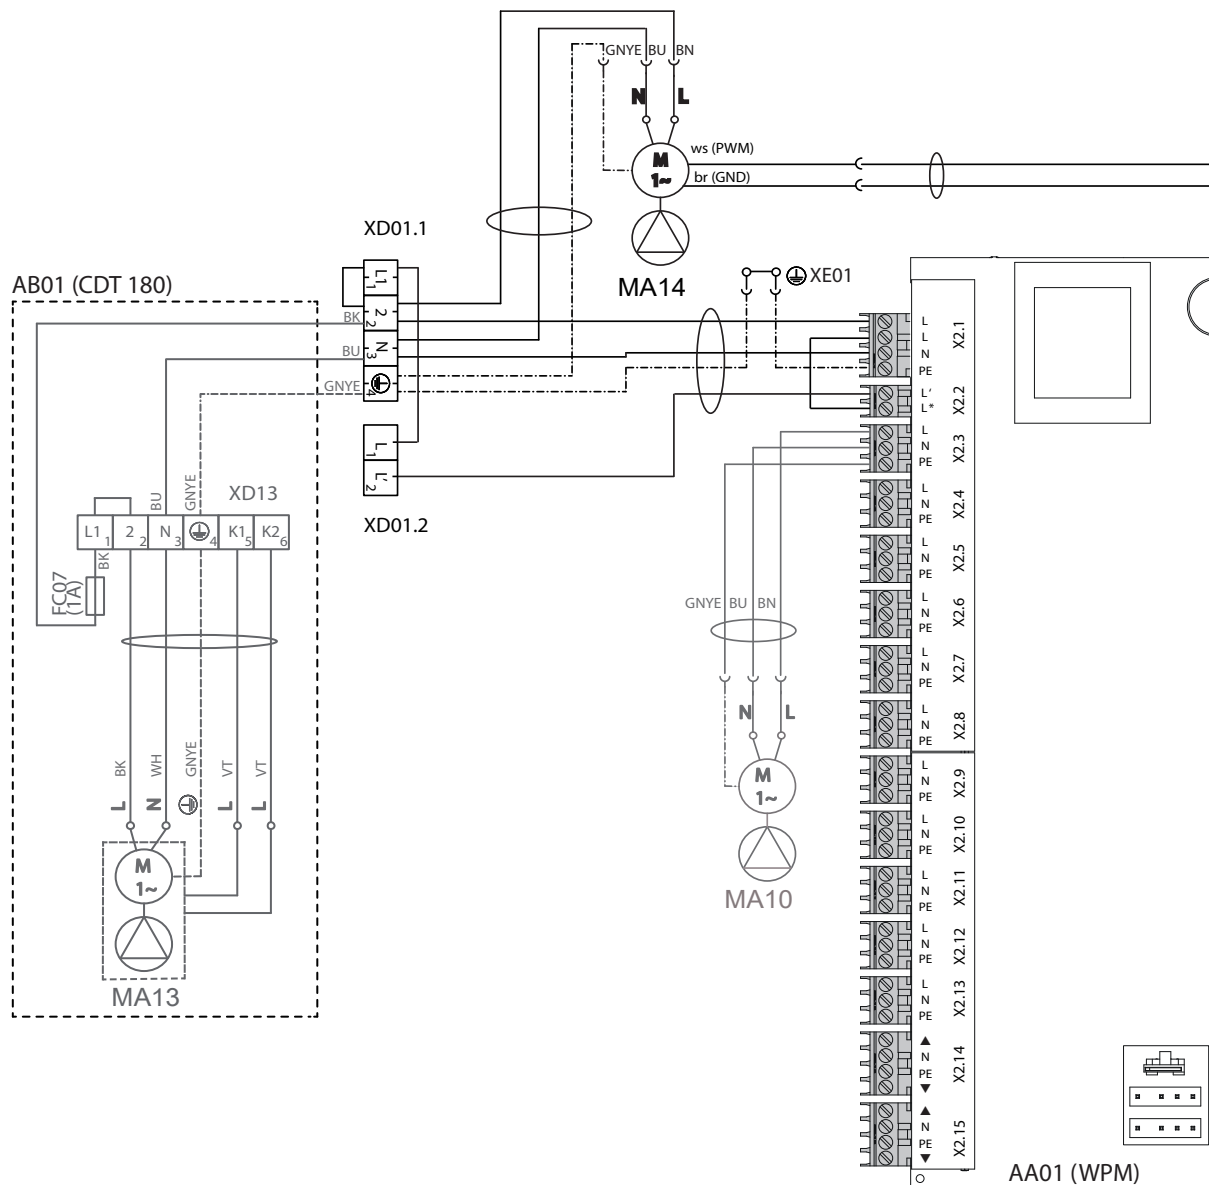 GNYE BU BN
N L
M
1~
ws (PWM)
br (GND)
MA14
XD01.1
AB01 (CDT 180)
XE01
L1 1
2 2
N 3
4
BK
BU
GNYE
L 1
L' 2
XD01.2
L
L
N
PE
X2.1
L'
L*
X2.2
L
N
PE
X2.3
L
N
PE
X2.4
L
N
PE
X2.5
L
N
PE
X2.6
L
N
PE
X2.7
L
N
PE
X2.8
L
N
PE
X2.9
L
N
PE
X2.10
L
N
PE
X2.11
L
N
PE
X2.12
L
N
PE
X2.13
▲
N
PE
▼
X2.14
▲
N
PE
▼
X2.15
BU
GNYE
XD13
L1 1 2 2 N 3 4 K1 5 K2 6
BK
FC07
(1A)
BK
WH
GNYE
VT
VT
L
N
L
L
M
1~
MA13
GNYE BU BN
N L
M
1~
MA10
AA01 (WPM)